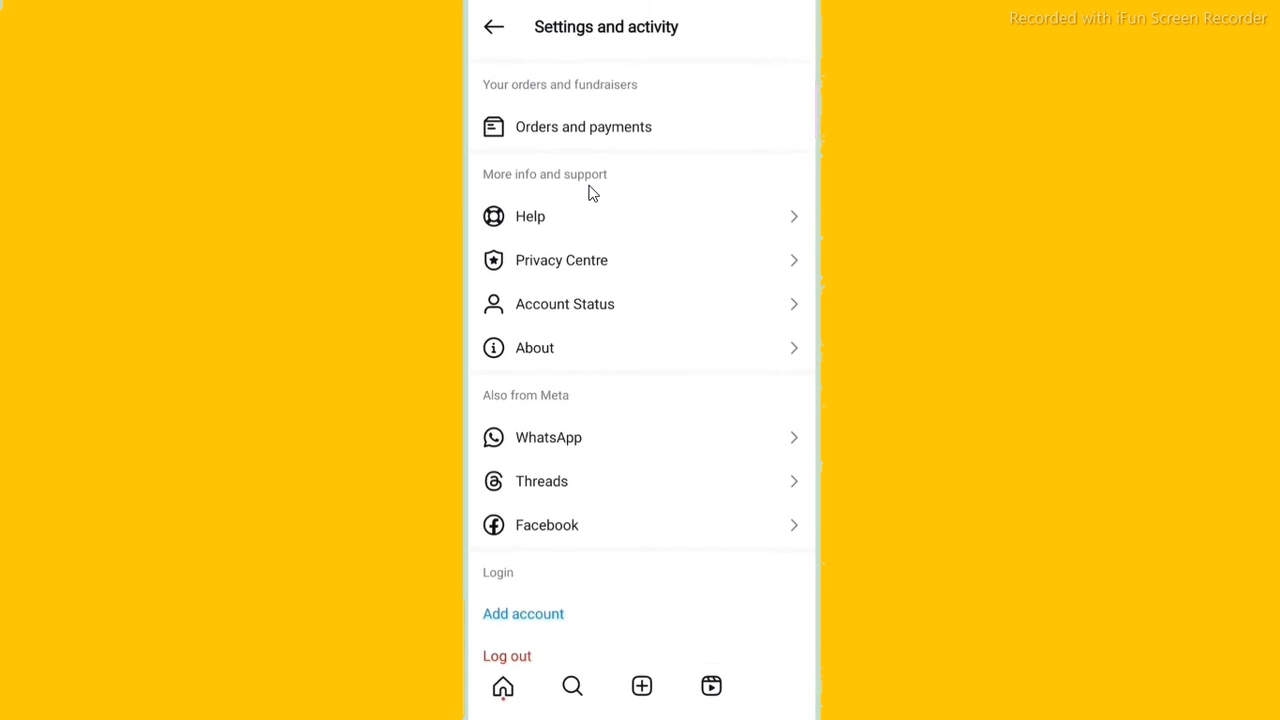 Recorded with iFun Screen Recorder
Settings and activity
Your orders and fundraisers
Orders and payments
More info and support
Help
Privacy Centre
Account Status
About
Also from Meta
WhatsApp
Threads
Facebook
Login
Add account
Log out